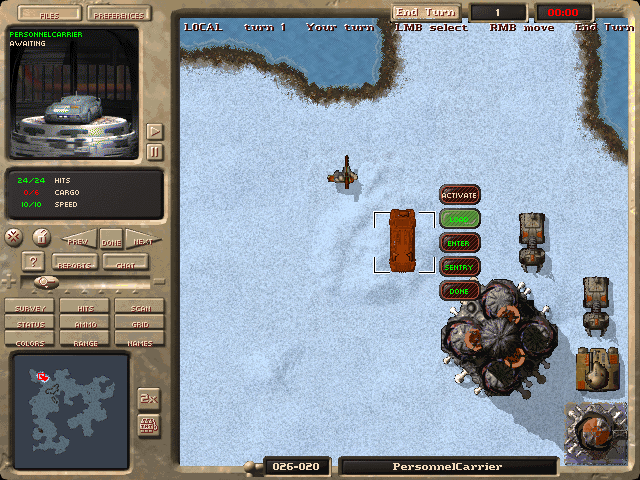 FILES PREFERENCES End Turn 1 00:00
LOCAL turn 1 Your turn LMB select RMB move End Turn
PERSONNELCARRIER
AWAITING
24/24 HITS
CARGO
10/10 SPEED
PREV DONE NEXT
? REPORTS CHAT
SURVEY HITS SCAN
STATUS AMMO GRID
COLORS RANGE NAMES
2x
ACTIVATE
LOAD
ENTER
SENTRY
DONE
026-020 PersonnelCarrier